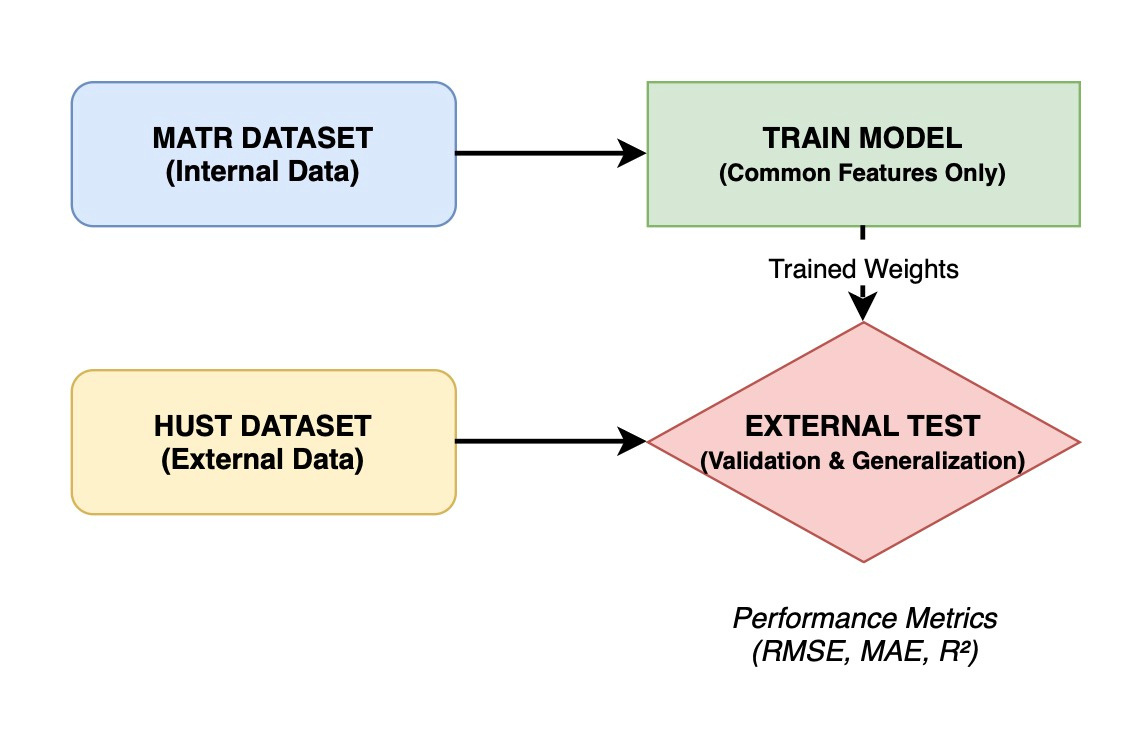 MATR DATASET
(Internal Data)
TRAIN MODEL
(Common Features Only)
Trained Weights
HUST DATASET
(External Data)
EXTERNAL TEST
(Validation & Generalization)
Performance Metrics
(RMSE, MAE, R²)